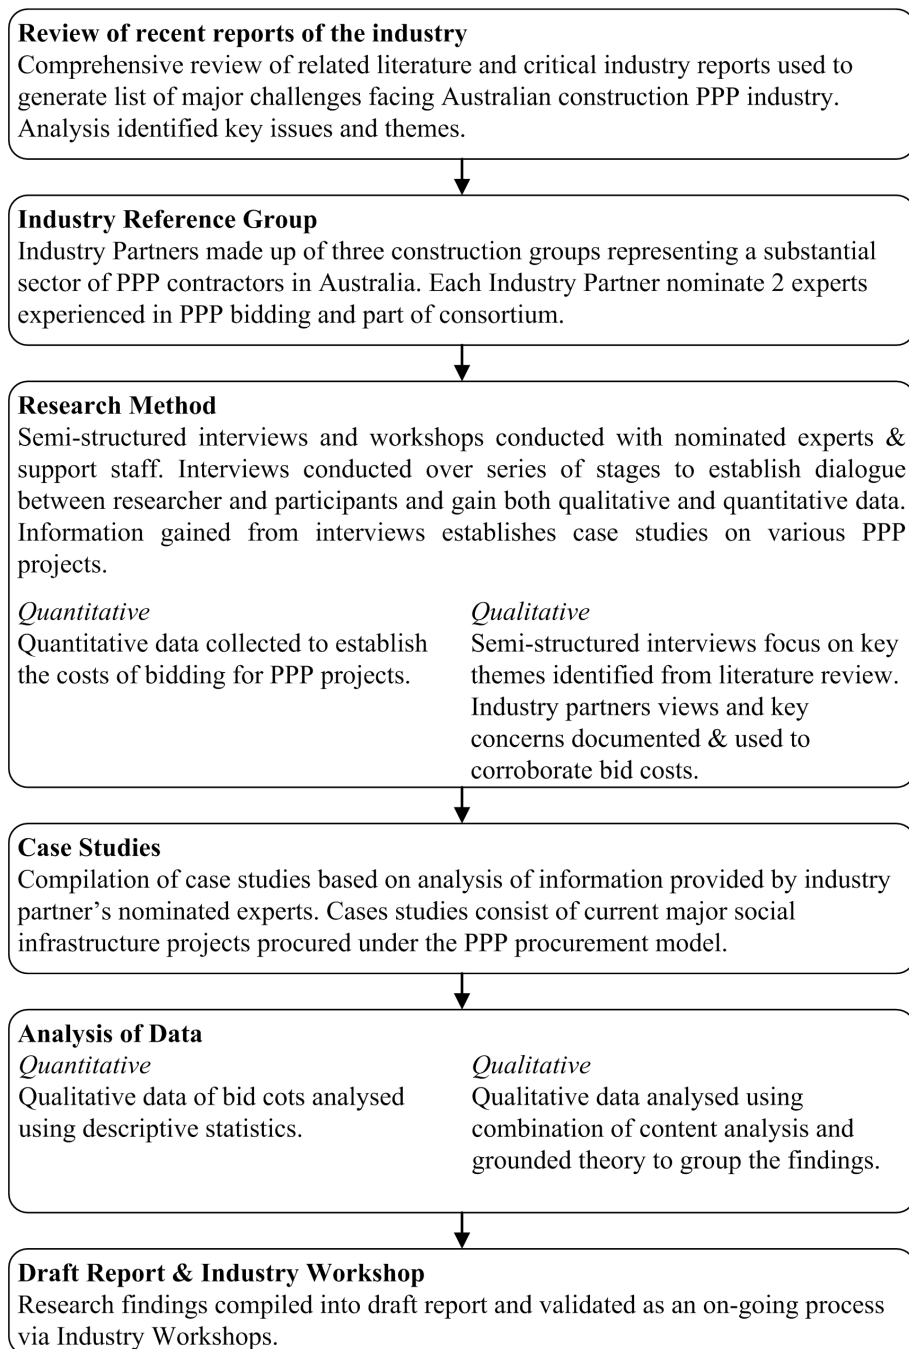 Review of recent reports of the industry
Comprehensive review of related literature and critical industry reports used to
generate list of major challenges facing Australian construction PPP industry.
Analysis identified key issues and themes.
Industry Reference Group
Industry Partners made up of three construction groups representing a substantial
sector of PPP contractors in Australia. Each Industry Partner nominate 2 experts
experienced in PPP bidding and part of consortium.
Research Method
Semi-structured interviews and workshops conducted with nominated experts &
support staff. Interviews conducted over series of stages to establish dialogue
between researcher and participants and gain both qualitative and quantitative data.
Information gained from interviews establishes case studies on various PPP
projects.
Quantitative
Quantitative data collected to establish
the costs of bidding for PPP projects.
Qualitative
Semi-structured interviews focus on key
themes identified from literature review.
Industry partners views and key
concerns documented & used to
corroborate bid costs.
Case Studies
Compilation of case studies based on analysis of information provided by industry
partner's nominated experts. Cases studies consist of current major social
infrastructure projects procured under the PPP procurement model.
Analysis of Data
Quantitative
Qualitative data of bid cots analysed
using descriptive statistics.
Qualitative
Qualitative data analysed using
combination of content analysis and
grounded theory to group the findings.
Draft Report & Industry Workshop
Research findings compiled into draft report and validated as an on-going process
via Industry Workshops.